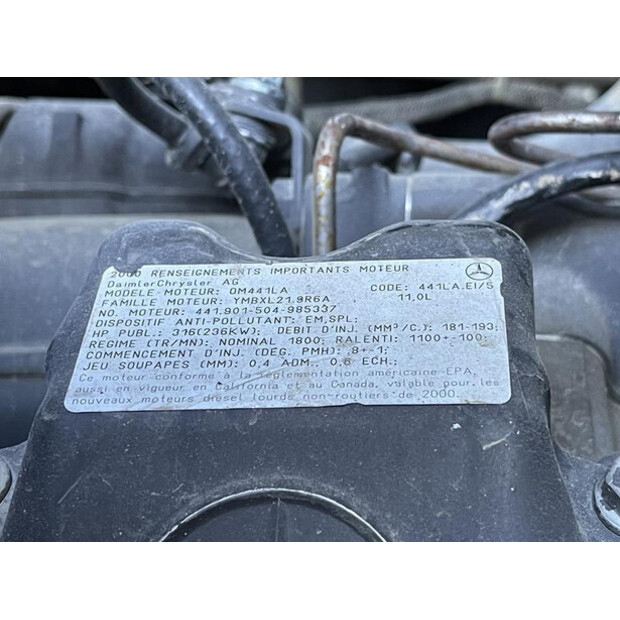 2000 RENSEIGNEMENTS IMPORTANTS MOTEUR
DaimlerChrysler AG
MODELE MOTEUR: OM441LA CODE: 441LA.EI/5
FAMILLE MOTEUR: YMBXL21.9R6A 11,0L
NO. MOTEUR: 441.901-504-985337
DISPOSITIF ANTI-POLLUTANT: EM,SPL;
HP PUBL.: 316(236KW); DEBIT D'INJ. (MM³/C.): 181-193;
REGIME (TR/MN): NOMINAL 1800; RALENTI: 1100+-100;
COMMENCEMENT D'INJ. (DEG. PMH): 8+-1;
JEU SOUPAPES (MM): 0,4 ADM., 0,6 ECH.;
Ce moteur conforme à la reglementation américaine EPA,
aussi en vigueur en California et au Canada, valable pour les
nouveaux moteurs diesel lourds non-routiers de 2000.